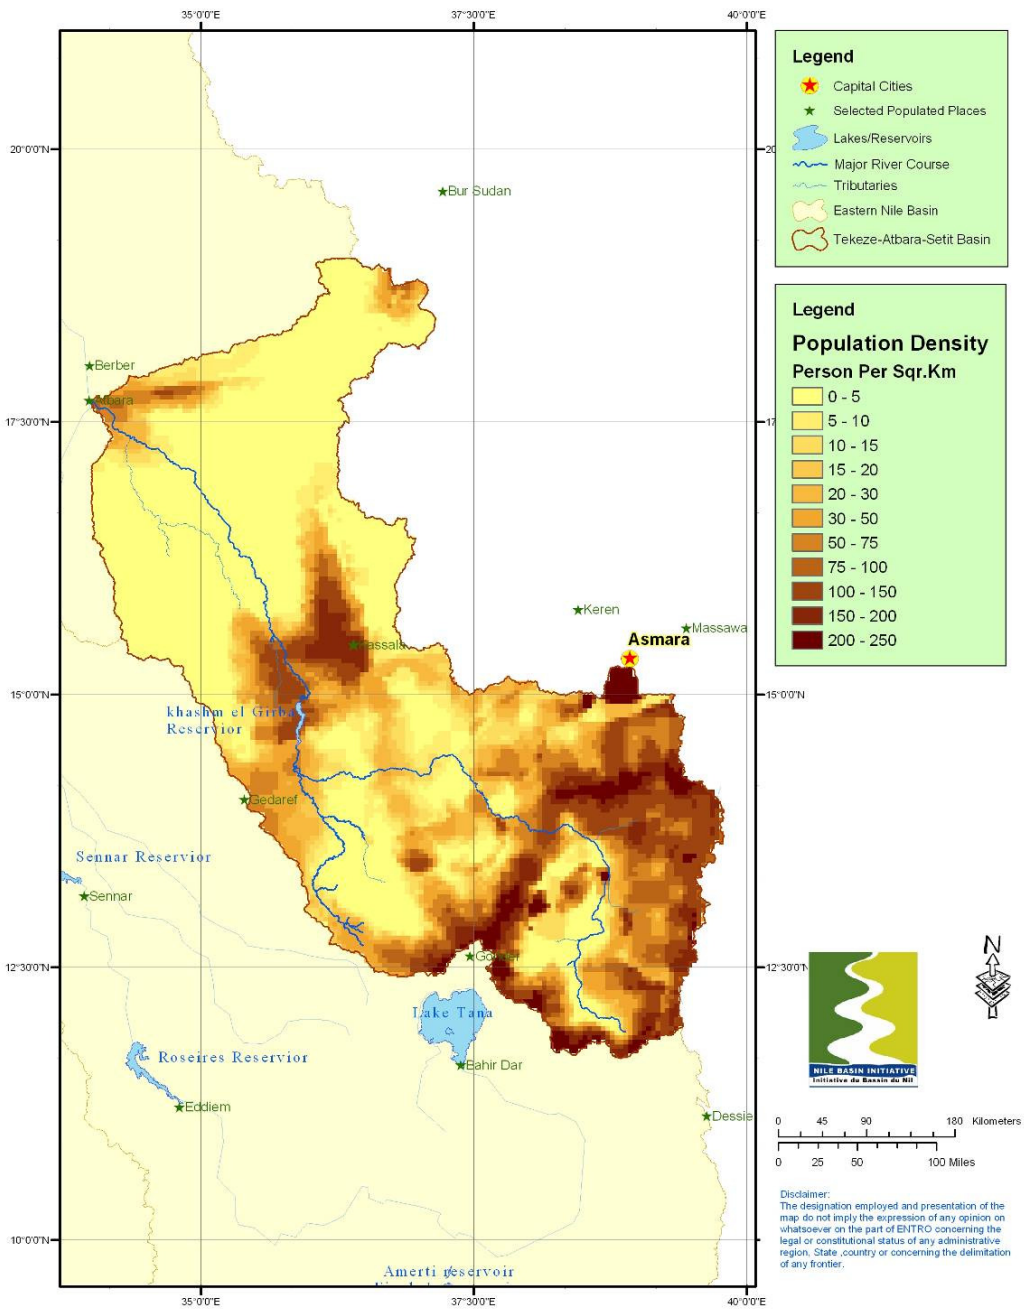 35°0'0"E
37°30'0"E
40°0'0"E
Legend
Capital Cities
Selected Populated Places
Lakes/Reservoirs
Major River Course
Tributaries
Eastern Nile Basin
Tekeze-Atbara-Setit Basin
20°0'0"N
20
Bur Sudan
Legend
Population Density
Person Per Sqr.Km
0 - 5
5 - 10
10 - 15
15 - 20
20 - 30
30 - 50
50 - 75
75 - 100
100 - 150
150 - 200
200 - 250
Berber
Atbara
17°30'0"N
17
Keren
Massawa
Asmara
Kassala
15°0'0"N
15°0'0"N
khashm el Girba
Reservior
Gedaref
Sennar Reservior
Sennar
Gonder
12°30'0"N
12°30'0"N
N
Lake Tana
Roseires Reservior
Bahir Dar
NILE BASIN INITIATIVE
Initiative du Bassin du Nil
Eddiem
Dessie
0 45 90 180 Kilometers
0 25 50 100 Miles
Disclaimer:
The designation employed and presentation of the
map do not imply the expression of any opinion on
whatsoever on the part of ENTRO concerning the
legal or constitutional status of any administrative
region, State ,country or concerning the delimitation
of any frontier.
10°0'0"N
10°0'0"N
Amerti reservoir
35°0'0"E
37°30'0"E
40°0'0"E